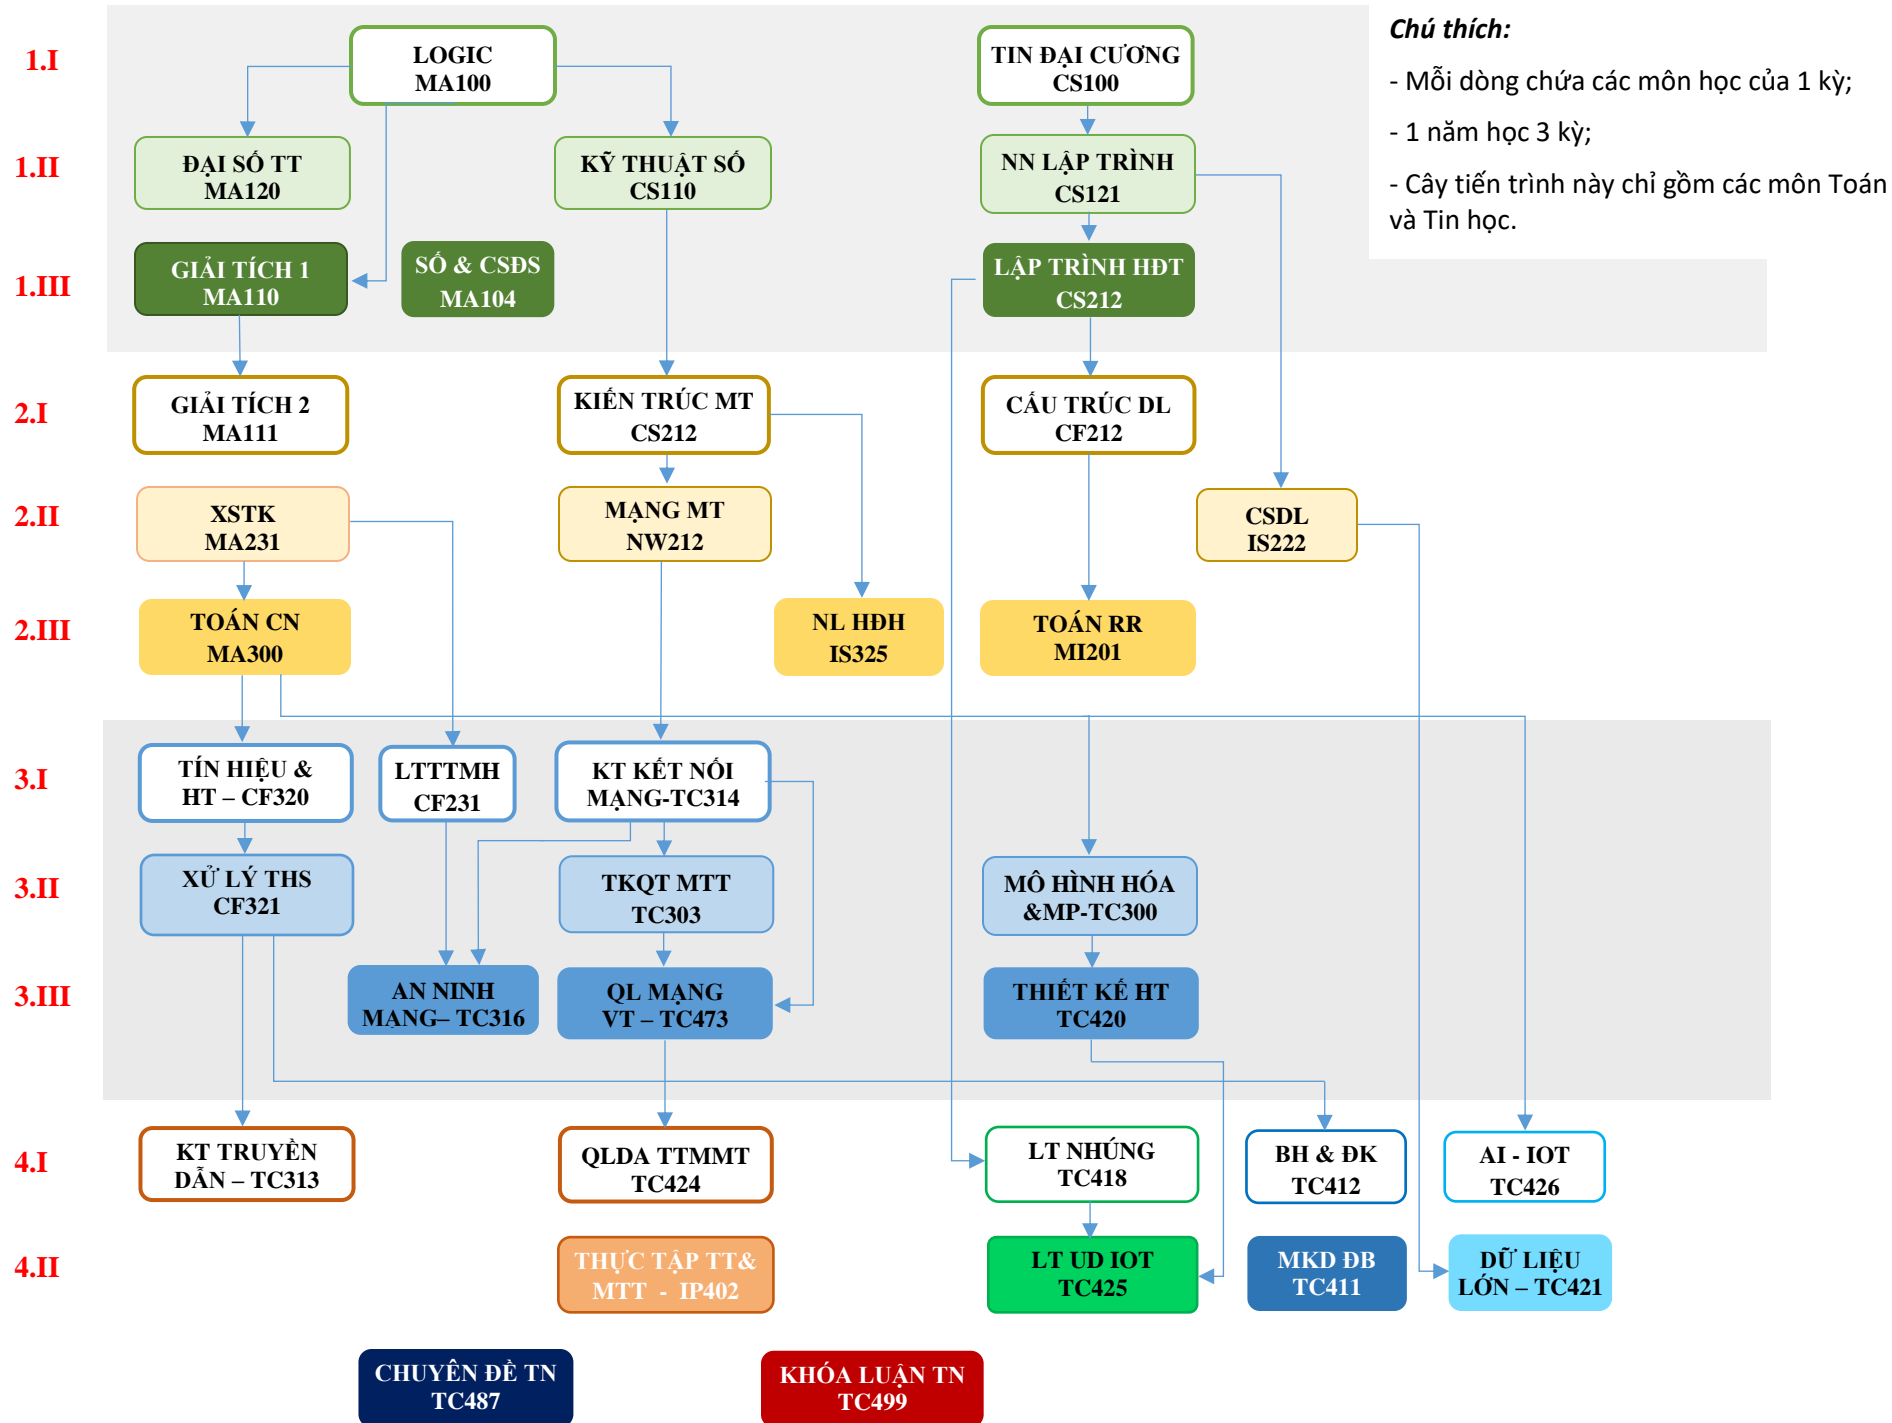 Chú thích:
- Mỗi dòng chứa các môn học của 1 kỳ;
- 1 năm học 3 kỳ;
- Cây tiến trình này chỉ gồm các môn Toán
và Tin học.
1.I
LOGIC
MA100
TIN ĐẠI CƯƠNG
CS100
1.II
ĐẠI SỐ TT
MA120
KỸ THUẬT SỐ
CS110
NN LẬP TRÌNH
CS121
1.III
GIẢI TÍCH 1
MA110
SỐ & CSĐS
MA104
LẬP TRÌNH HĐT
CS212
2.I
GIẢI TÍCH 2
MA111
KIẾN TRÚC MT
CS212
CẤU TRÚC DL
CF212
2.II
XSTK
MA231
MẠNG MT
NW212
CSDL
IS222
2.III
TOÁN CN
MA300
NL HĐH
IS325
TOÁN RR
MI201
3.I
TÍN HIỆU &
HT – CF320
LTTTMH
CF231
KT KẾT NỐI
MẠNG-TC314
3.II
XỬ LÝ THS
CF321
TKQT MTT
TC303
MÔ HÌNH HÓA
&MP-TC300
3.III
AN NINH
MẠNG– TC316
QL MẠNG
VT – TC473
THIẾT KẾ HT
TC420
4.I
KT TRUYỀN
DẪN – TC313
QLDA TTMMT
TC424
LT NHÚNG
TC418
BH & ĐK
TC412
AI - IOT
TC426
4.II
THỰC TẬP TT&
MTT - IP402
LT UD IOT
TC425
MKD ĐB
TC411
DỮ LIỆU
LỚN – TC421
CHUYÊN ĐỀ TN
TC487
KHÓA LUẬN TN
TC499